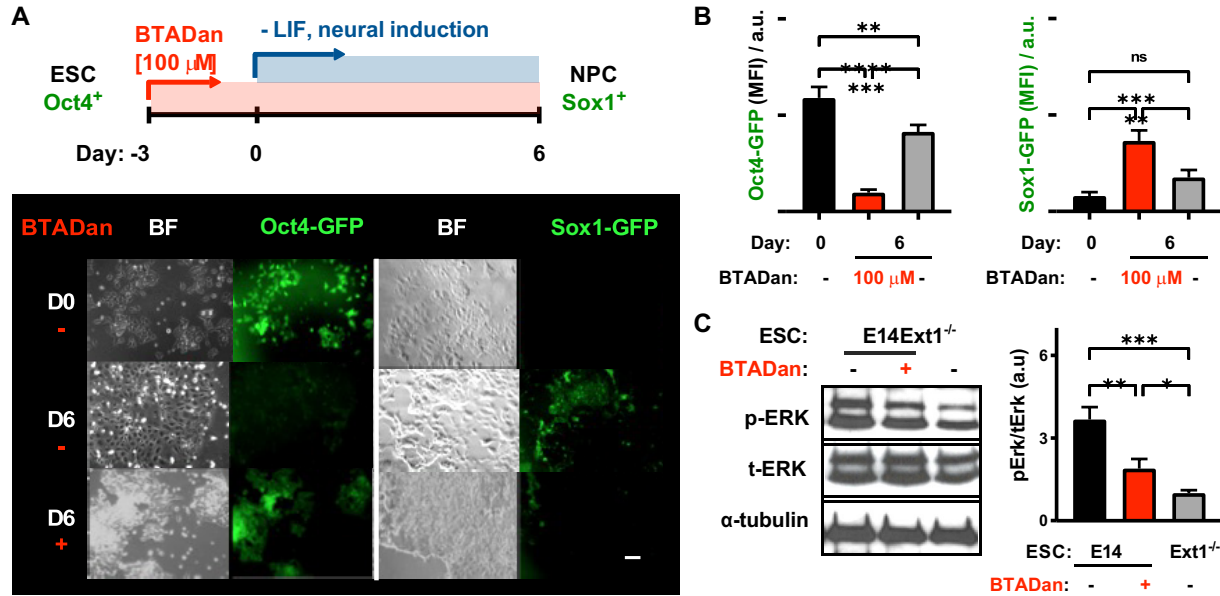 A
BTADan
[100 µM]
- LIF, neural induction
ESC
Oct4+
NPC
Sox1+
Day: -3 0 6
BTADan BF Oct4-GFP BF Sox1-GFP
D0
-
D6
-
D6
+
B
Oct4-GFP (MFI) / a.u.
**
****
***
Day: 0 6
BTADan: - 100 µM -
Sox1-GFP (MFI) / a.u.
ns
***
**
Day: 0 6
BTADan: - 100 µM -
C
ESC: E14Ext1-/-
BTADan: - + -
p-ERK
t-ERK
α-tubulin
pErk/tErk (a.u)
6
3
0
***
** *
ESC: E14 Ext1-/-
BTADan: - + -